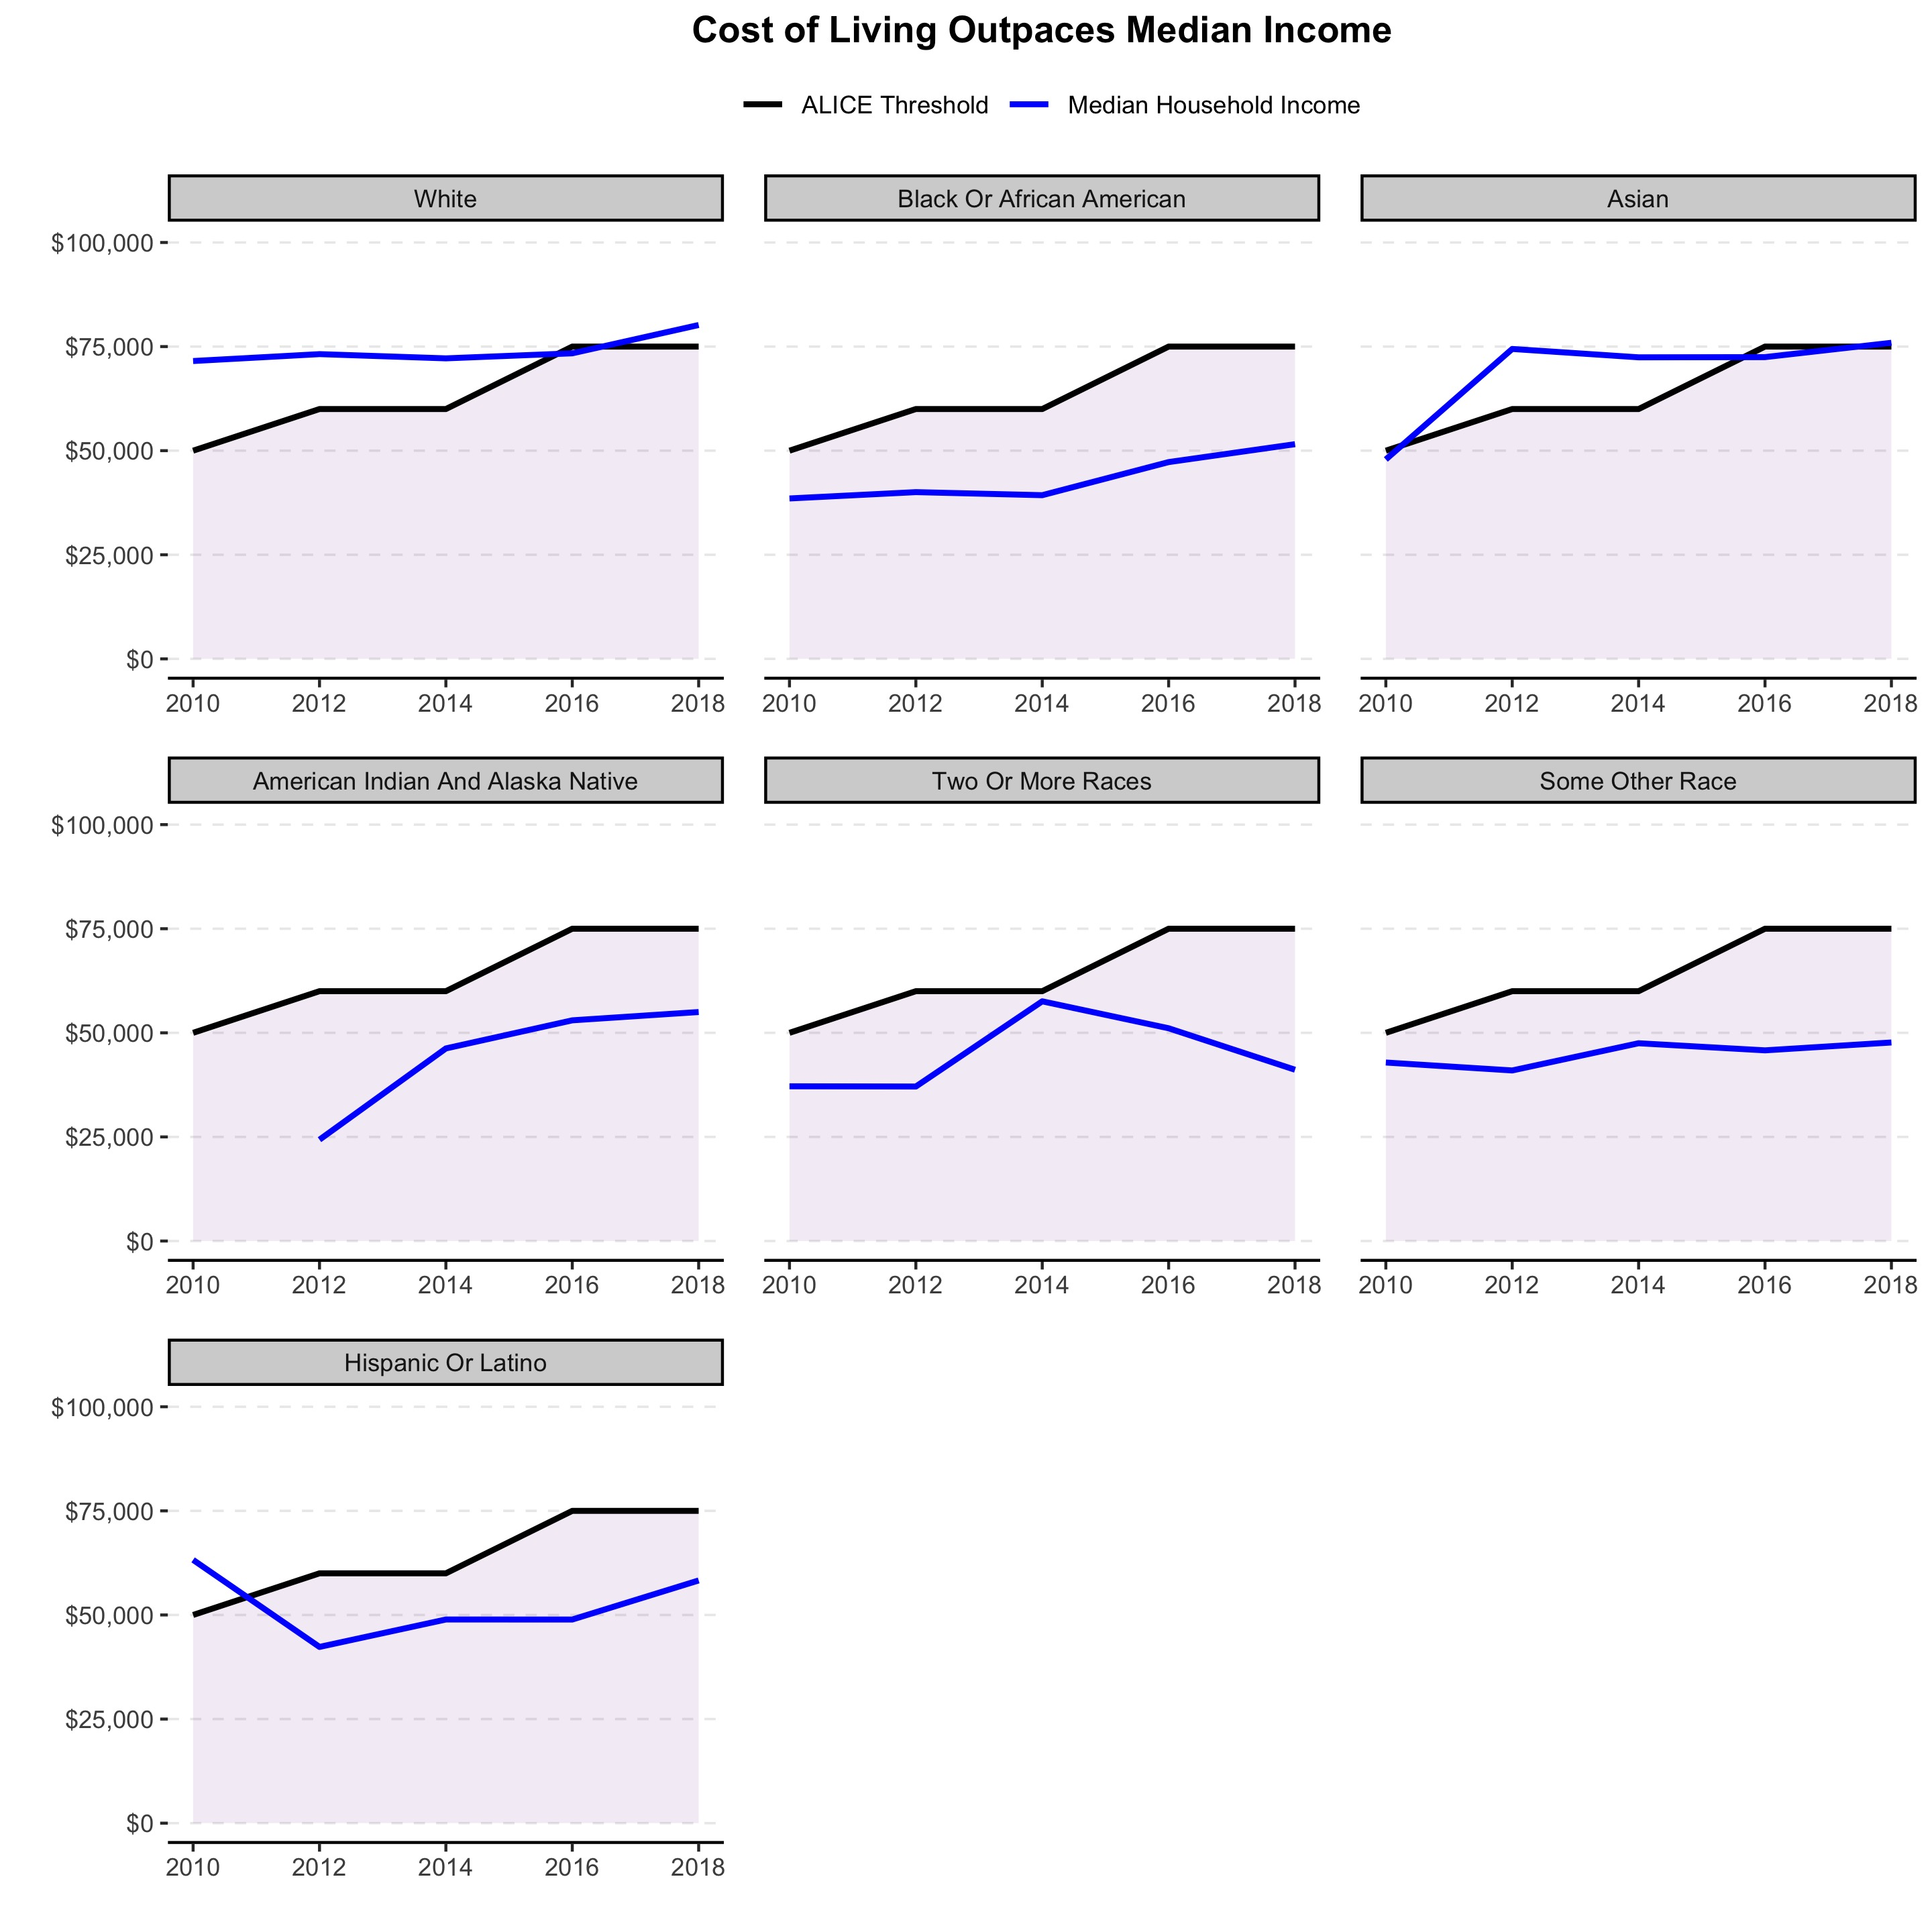 Cost of Living Outpaces Median Income
ALICE Threshold Median Household Income
White Black Or African American Asian
$100,000
$75,000
$50,000
$25,000
$0
2010 2012 2014 2016 2018 2010 2012 2014 2016 2018 2010 2012 2014 2016 2018
American Indian And Alaska Native Two Or More Races Some Other Race
$100,000
$75,000
$50,000
$25,000
$0
2010 2012 2014 2016 2018 2010 2012 2014 2016 2018 2010 2012 2014 2016 2018
Hispanic Or Latino
$100,000
$75,000
$50,000
$25,000
$0
2010 2012 2014 2016 2018